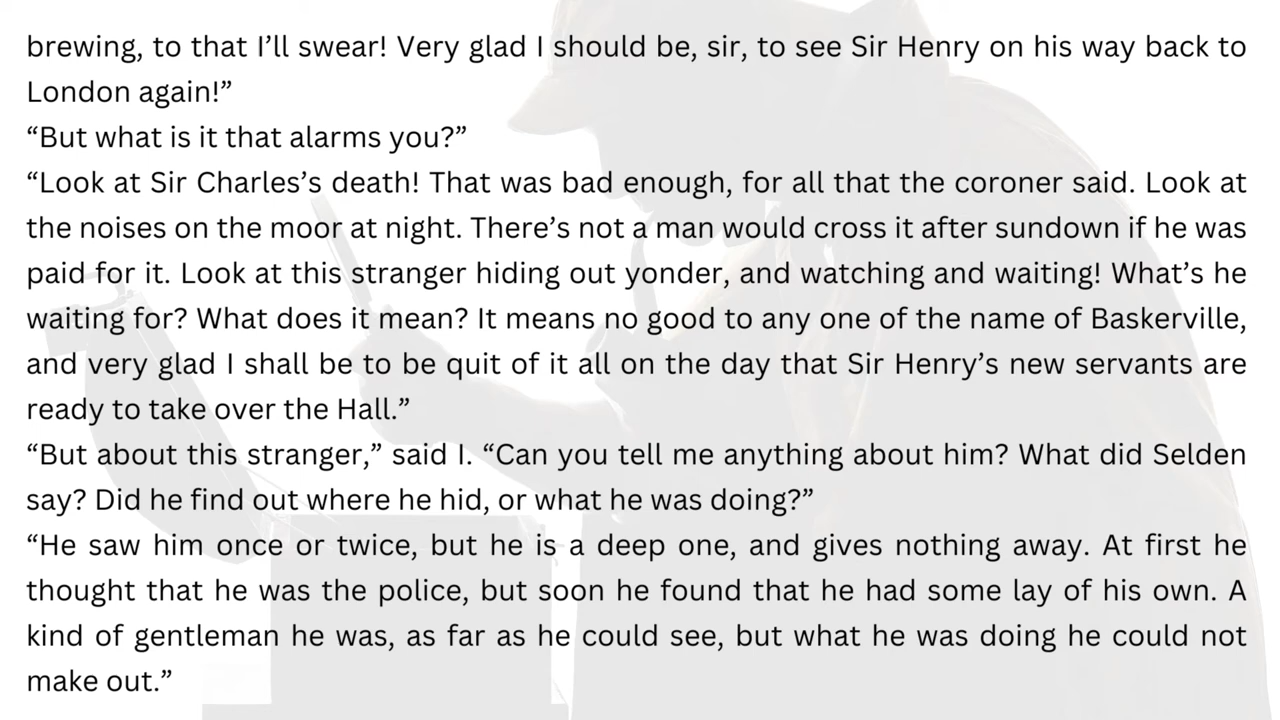 brewing, to that I’ll swear! Very glad I should be, sir, to see Sir Henry on his way back to
London again!”
“But what is it that alarms you?”
“Look at Sir Charles’s death! That was bad enough, for all that the coroner said. Look at
the noises on the moor at night. There’s not a man would cross it after sundown if he was
paid for it. Look at this stranger hiding out yonder, and watching and waiting! What’s he
waiting for? What does it mean? It means no good to any one of the name of Baskerville,
and very glad I shall be to be quit of it all on the day that Sir Henry’s new servants are
ready to take over the Hall.”
“But about this stranger,” said I. “Can you tell me anything about him? What did Selden
say? Did he find out where he hid, or what he was doing?”
“He saw him once or twice, but he is a deep one, and gives nothing away. At first he
thought that he was the police, but soon he found that he had some lay of his own. A
kind of gentleman he was, as far as he could see, but what he was doing he could not
make out.”